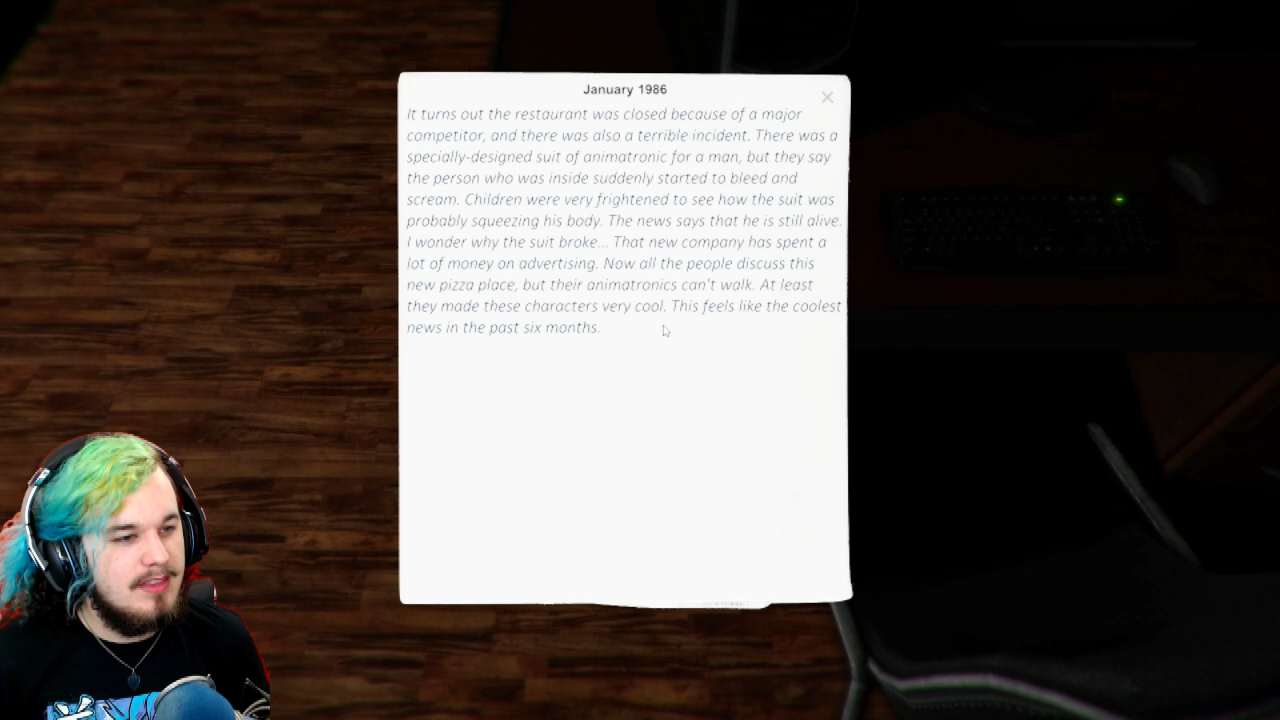 January 1986
It turns out the restaurant was closed because of a major
competitor, and there was also a terrible incident. There was a
specially-designed suit of animatronic for a man, but they say
the person who was inside suddenly started to bleed and
scream. Children were very frightened to see how the suit was
probably squeezing his body. The news says that he is still alive.
I wonder why the suit broke... That new company has spent a
lot of money on advertising. Now all the people discuss this
new pizza place, but their animatronics can't walk. At least
they made these characters very cool. This feels like the coolest
news in the past six months.